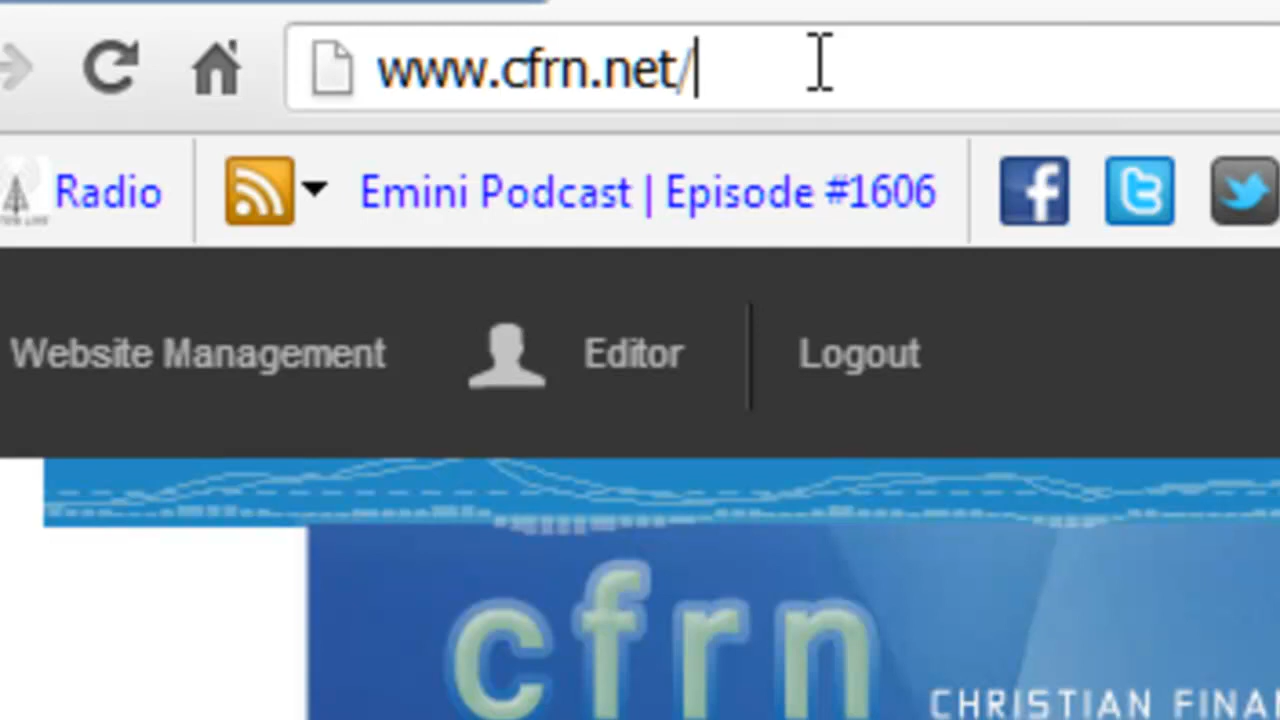 www.cfrn.net/
Radio Emini Podcast | Episode #1606
Website Management Editor Logout
cfrn
CHRISTIAN FINA